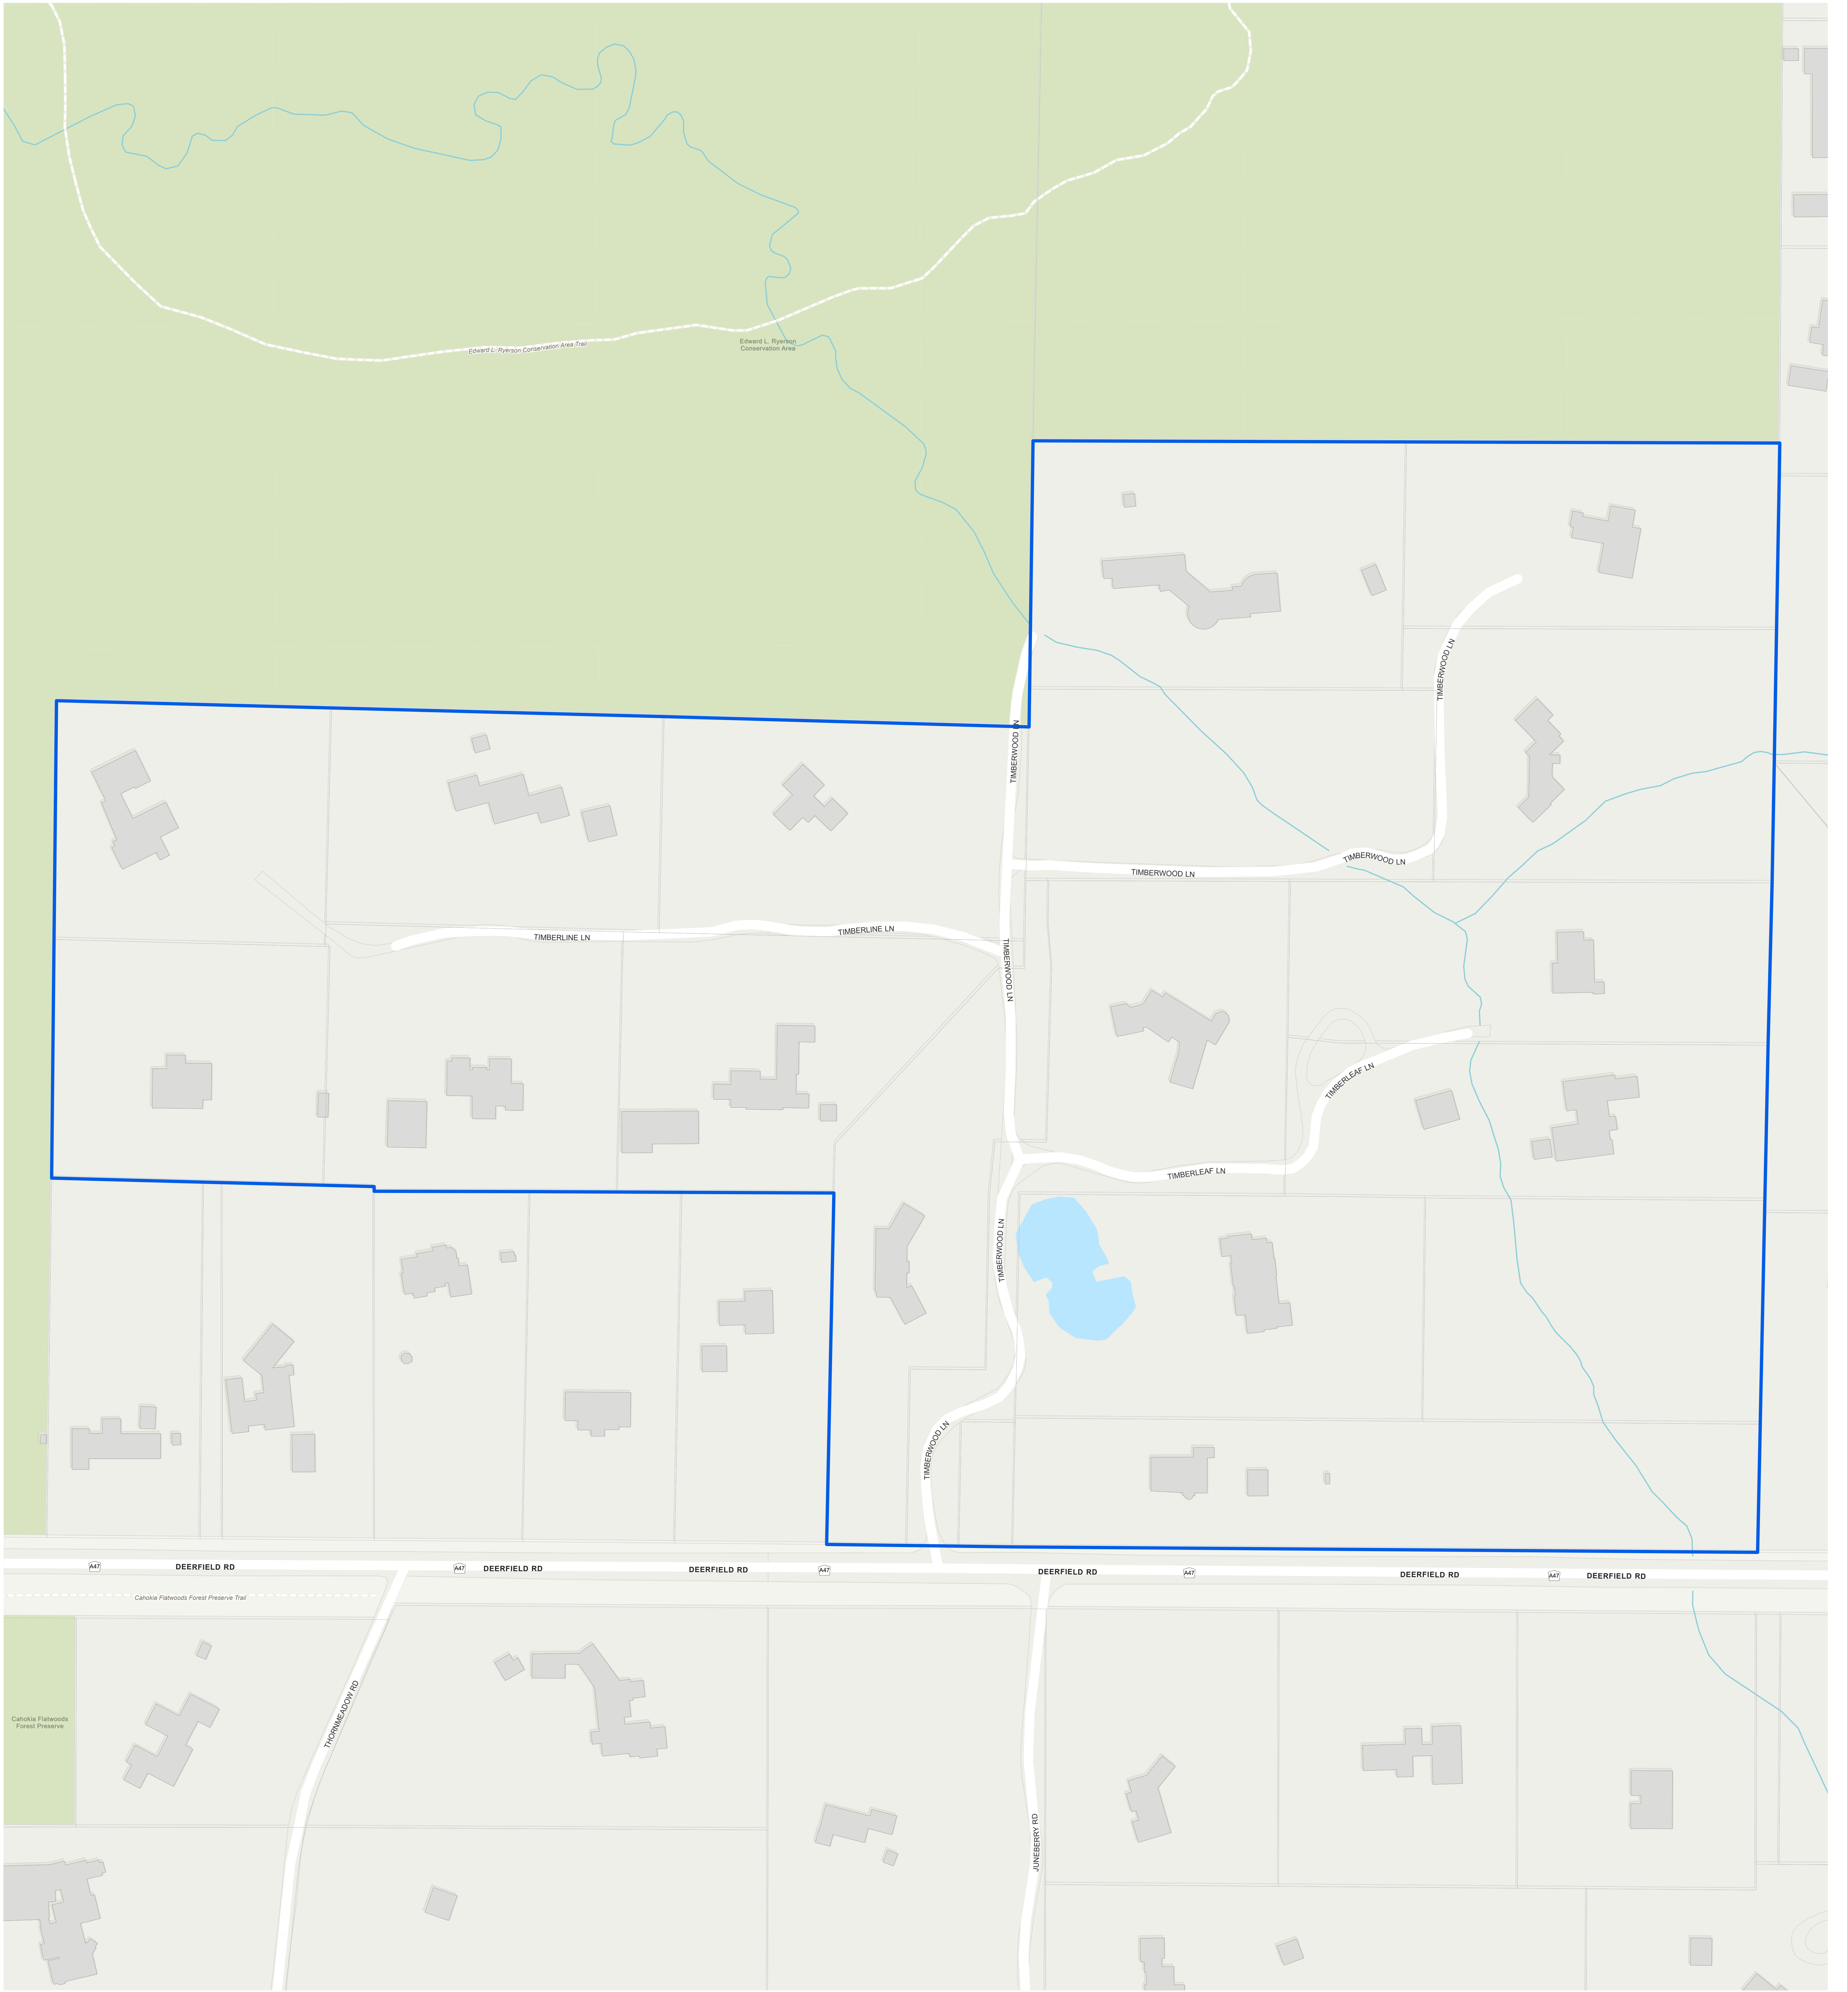 Edward L. Ryerson Conservation Area Trail
Edward L. Ryerson
Conservation Area
TIMBERWOOD LN
TIMBERWOOD LN
TIMBERWOOD LN
TIMBERWOOD LN
TIMBERLINE LN
TIMBERLINE LN
TIMBERWOOD LN
TIMBERLEAF LN
TIMBERLEAF LN
TIMBERWOOD LN
TIMBERWOOD LN
A47
DEERFIELD RD
A47
DEERFIELD RD
DEERFIELD RD
A47
DEERFIELD RD
A47
DEERFIELD RD
A47
DEERFIELD RD
Cahokia Flatwoods Forest Preserve Trail
THORNMEADOW RD
Cahokia Flatwoods
Forest Preserve
JUNEBERRY RD